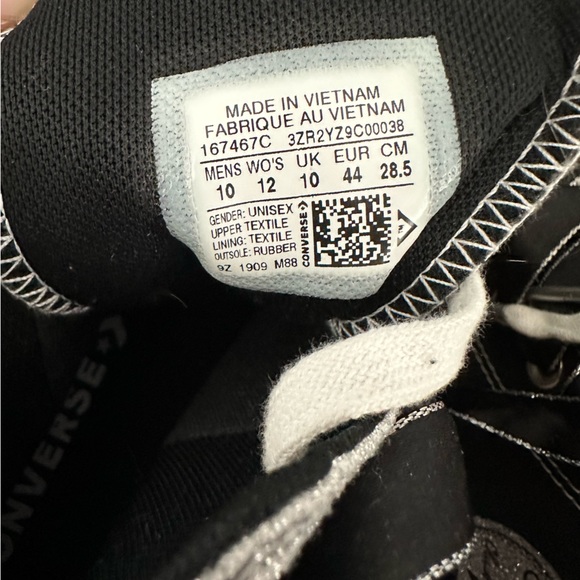 MADE IN VIETNAM
FABRIQUE AU VIETNAM
167467C 3ZR2YZ9C00038
MENS WO'S UK EUR CM
10 12 10 44 28.5
GENDER: UNISEX
UPPER TEXTILE
LINING: TEXTILE
OUTSOLE: RUBBER
9Z 1909 M88
CONVERSE
TM
CONVERSE